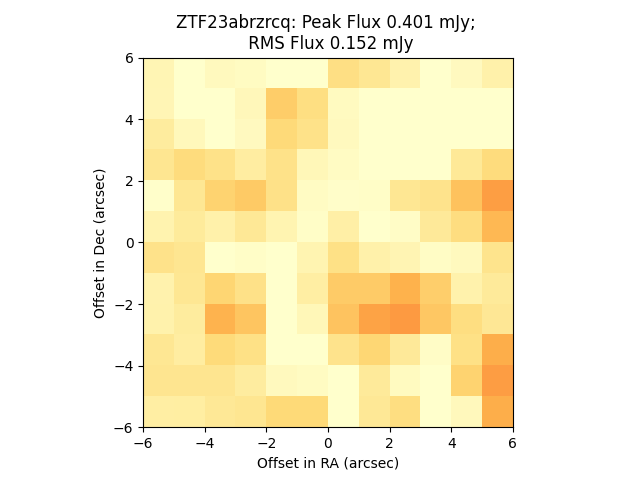 ZTF23abrzrcq: Peak Flux 0.401 mJy;
RMS Flux 0.152 mJy
6
4
2
0
−2
−4
−6
Offset in Dec (arcsec)
−6 −4 −2 0 2 4 6
Offset in RA (arcsec)